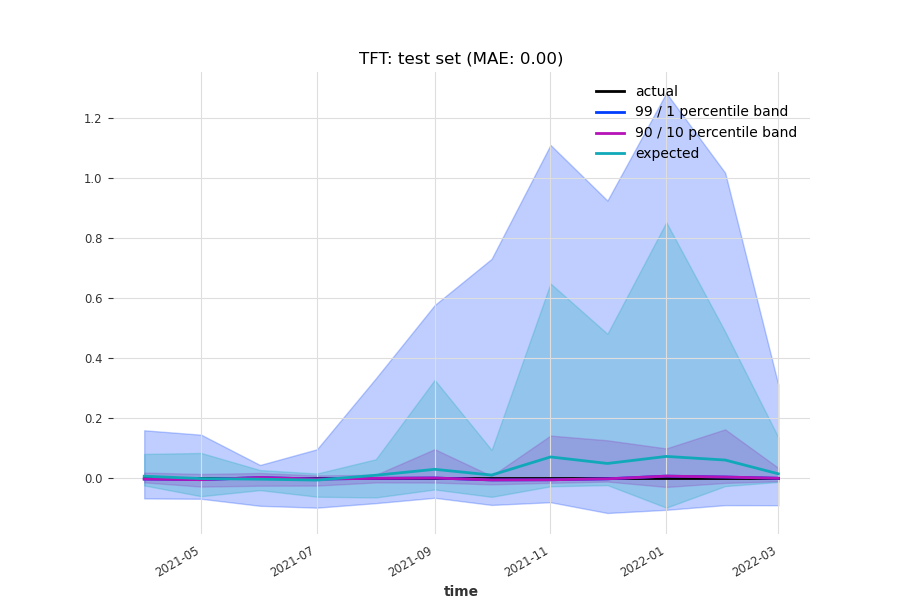 TFT: test set (MAE: 0.00)
actual
99 / 1 percentile band
90 / 10 percentile band
expected
1.2
1.0
0.8
0.6
0.4
0.2
0.0
2021-05
2021-07
2021-09
2021-11
2022-01
2022-03
time